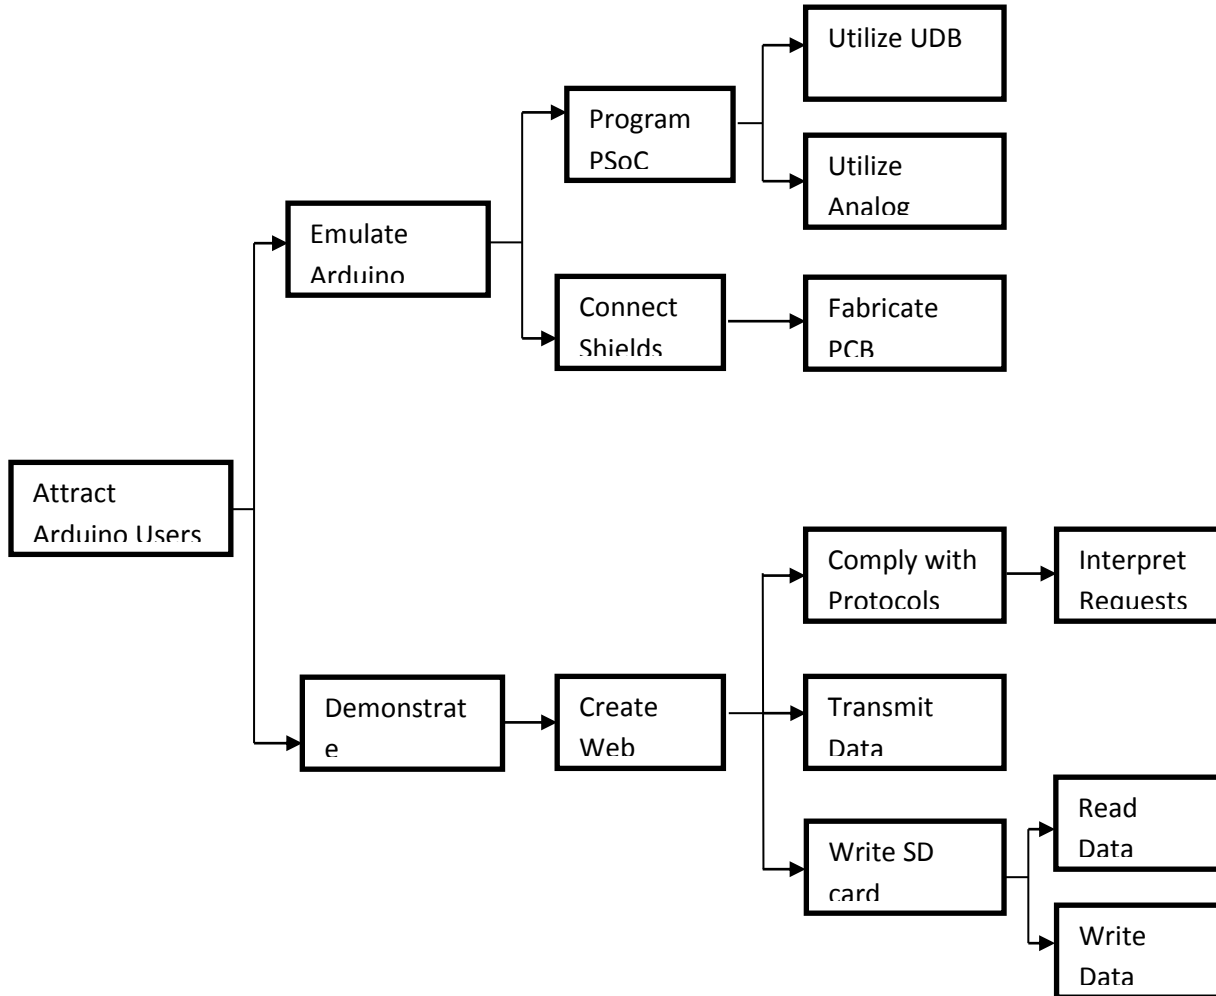 Utilize UDB
Program
PSoC
Utilize
Analog
Emulate
Arduino
Connect
Shields
Fabricate
PCB
Attract
Arduino Users
Comply with
Protocols
Interpret
Requests
Demonstrat
e
Create
Web
Transmit
Data
Write SD
card
Read
Data
Write
Data